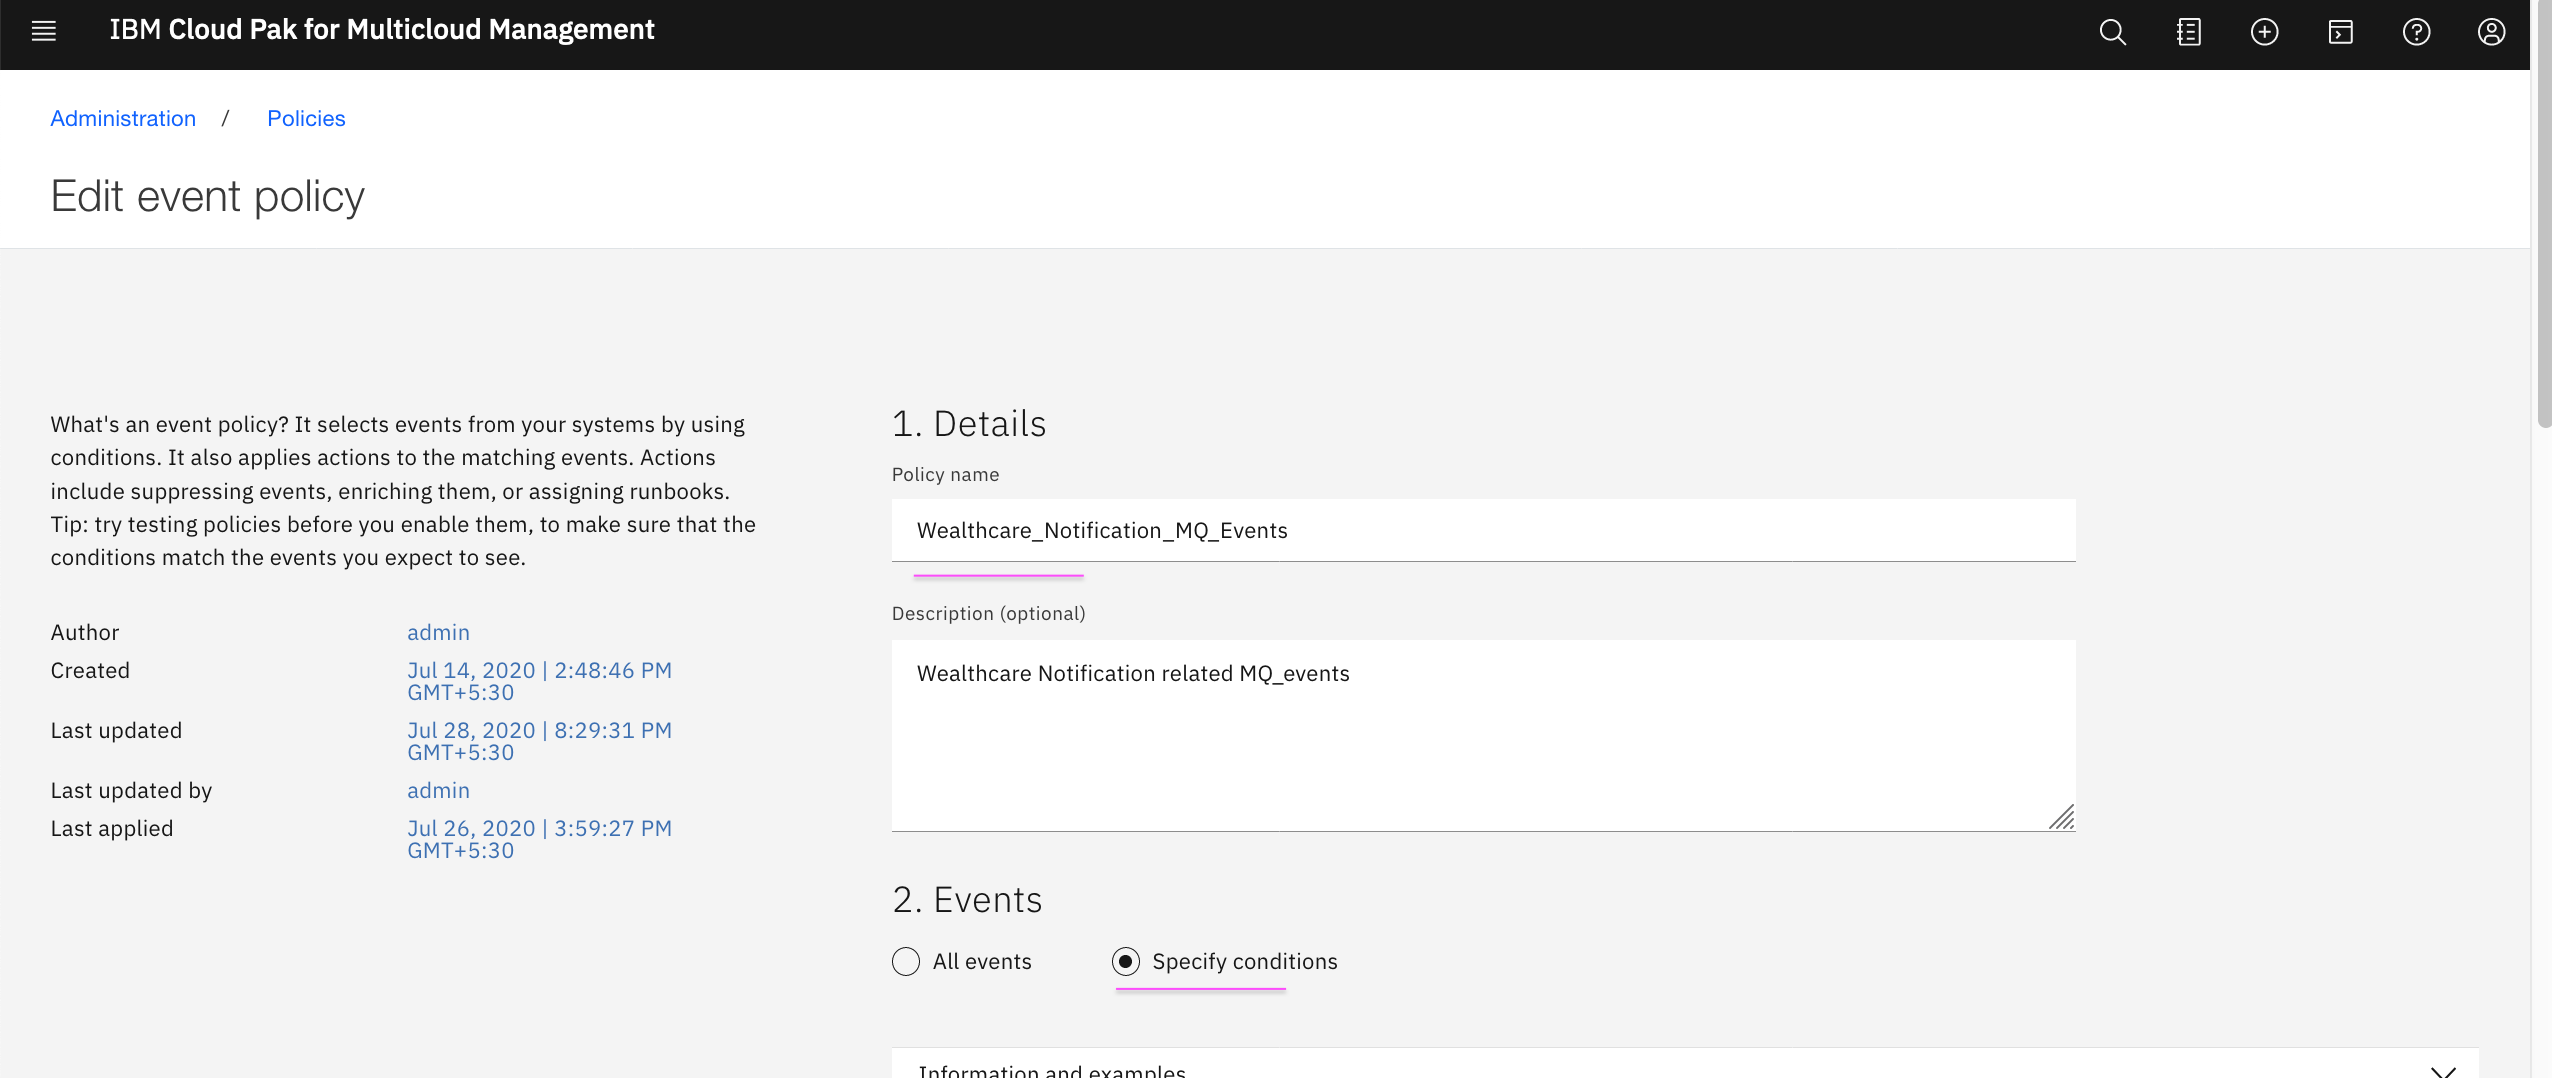 IBM Cloud Pak for Multicloud Management
Administration / Policies
Edit event policy
What's an event policy? It selects events from your systems by using
conditions. It also applies actions to the matching events. Actions
include suppressing events, enriching them, or assigning runbooks.
Tip: try testing policies before you enable them, to make sure that the
conditions match the events you expect to see.
Author admin
Created Jul 14, 2020 | 2:48:46 PM
GMT+5:30
Last updated Jul 28, 2020 | 8:29:31 PM
GMT+5:30
Last updated by admin
Last applied Jul 26, 2020 | 3:59:27 PM
GMT+5:30
1. Details
Policy name
Wealthcare_Notification_MQ_Events
Description (optional)
Wealthcare Notification related MQ_events
2. Events
All events Specify conditions
Information and examples